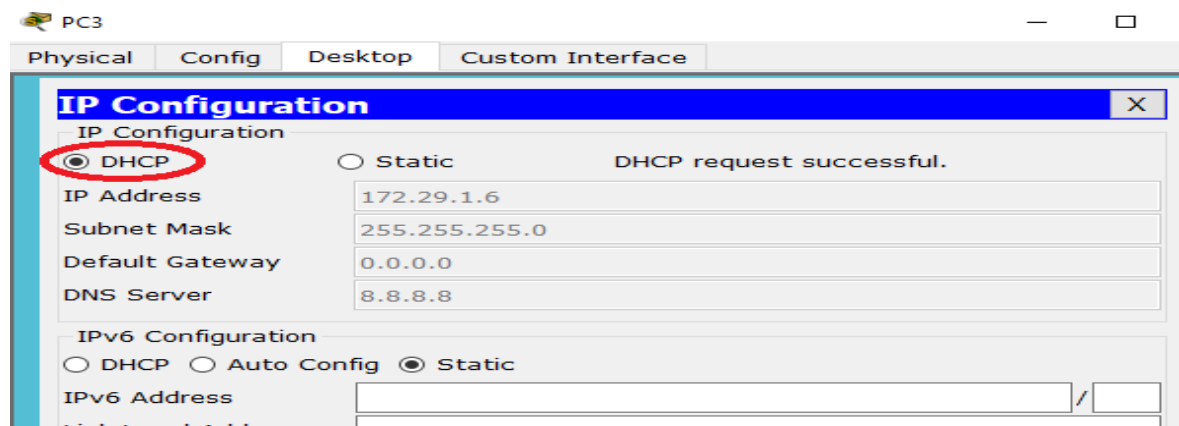 PC3
Physical Config Desktop Custom Interface
IP Configuration X
IP Configuration
DHCP Static DHCP request successful.
IP Address 172.29.1.6
Subnet Mask 255.255.255.0
Default Gateway 0.0.0.0
DNS Server 8.8.8.8
IPv6 Configuration
DHCP Auto Config Static
IPv6 Address /